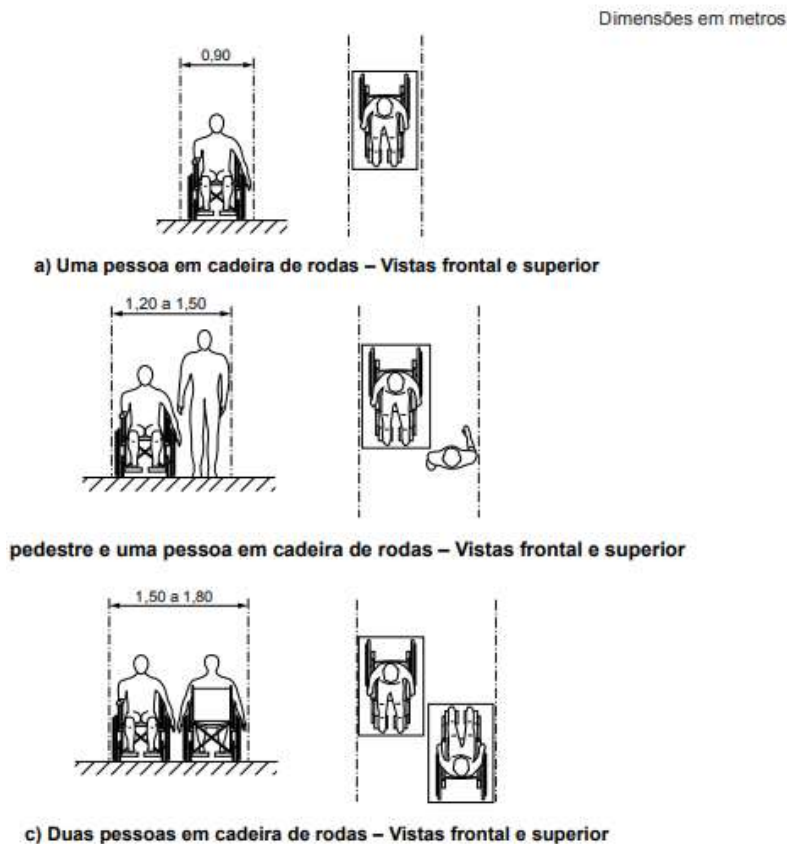 Dimensões em metros
0,90
a) Uma pessoa em cadeira de rodas – Vistas frontal e superior
1,20 a 1,50
pedestre e uma pessoa em cadeira de rodas – Vistas frontal e superior
1,50 a 1,80
c) Duas pessoas em cadeira de rodas – Vistas frontal e superior